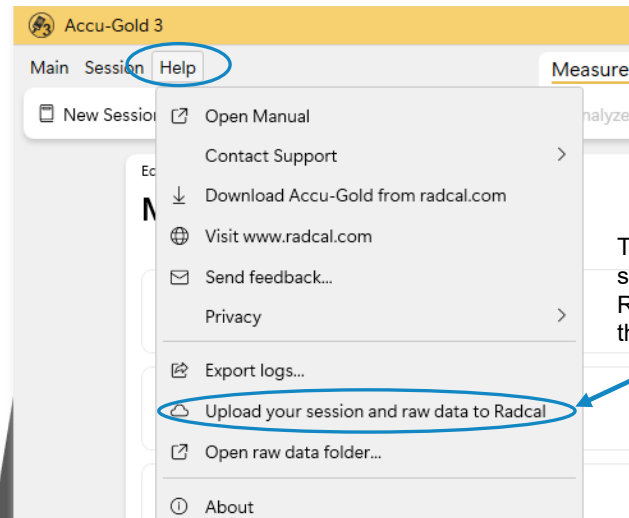 Accu-Gold 3
Main Session Help
Measure
New Session
Open Manual
Contact Support
Download Accu-Gold from radcal.com
Visit www.radcal.com
Send feedback...
Privacy
Export logs...
Upload your session and raw data to Radcal
Open raw data folder...
About